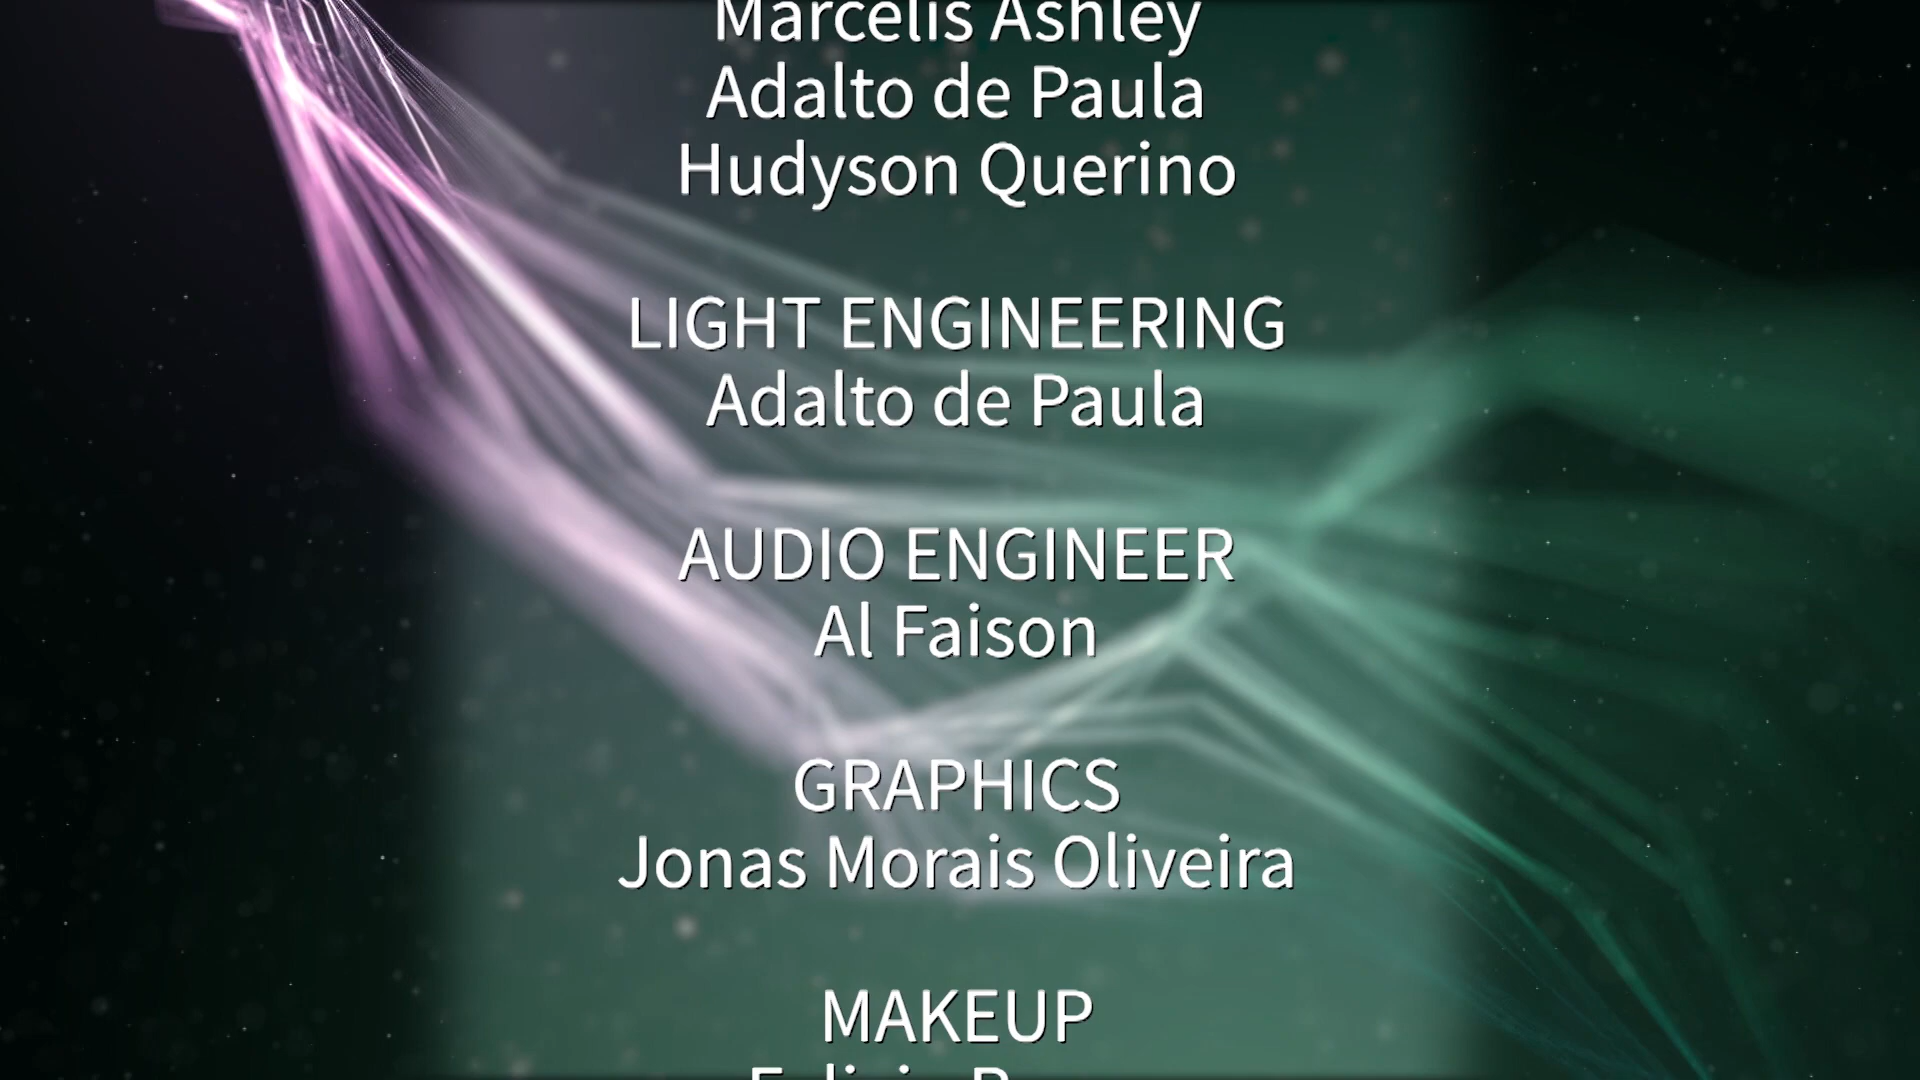 Marcelis Ashley
Adalto de Paula
Hudyson Querino
LIGHT ENGINEERING
Adalto de Paula
AUDIO ENGINEER
Al Faison
GRAPHICS
Jonas Morais Oliveira
MAKEUP